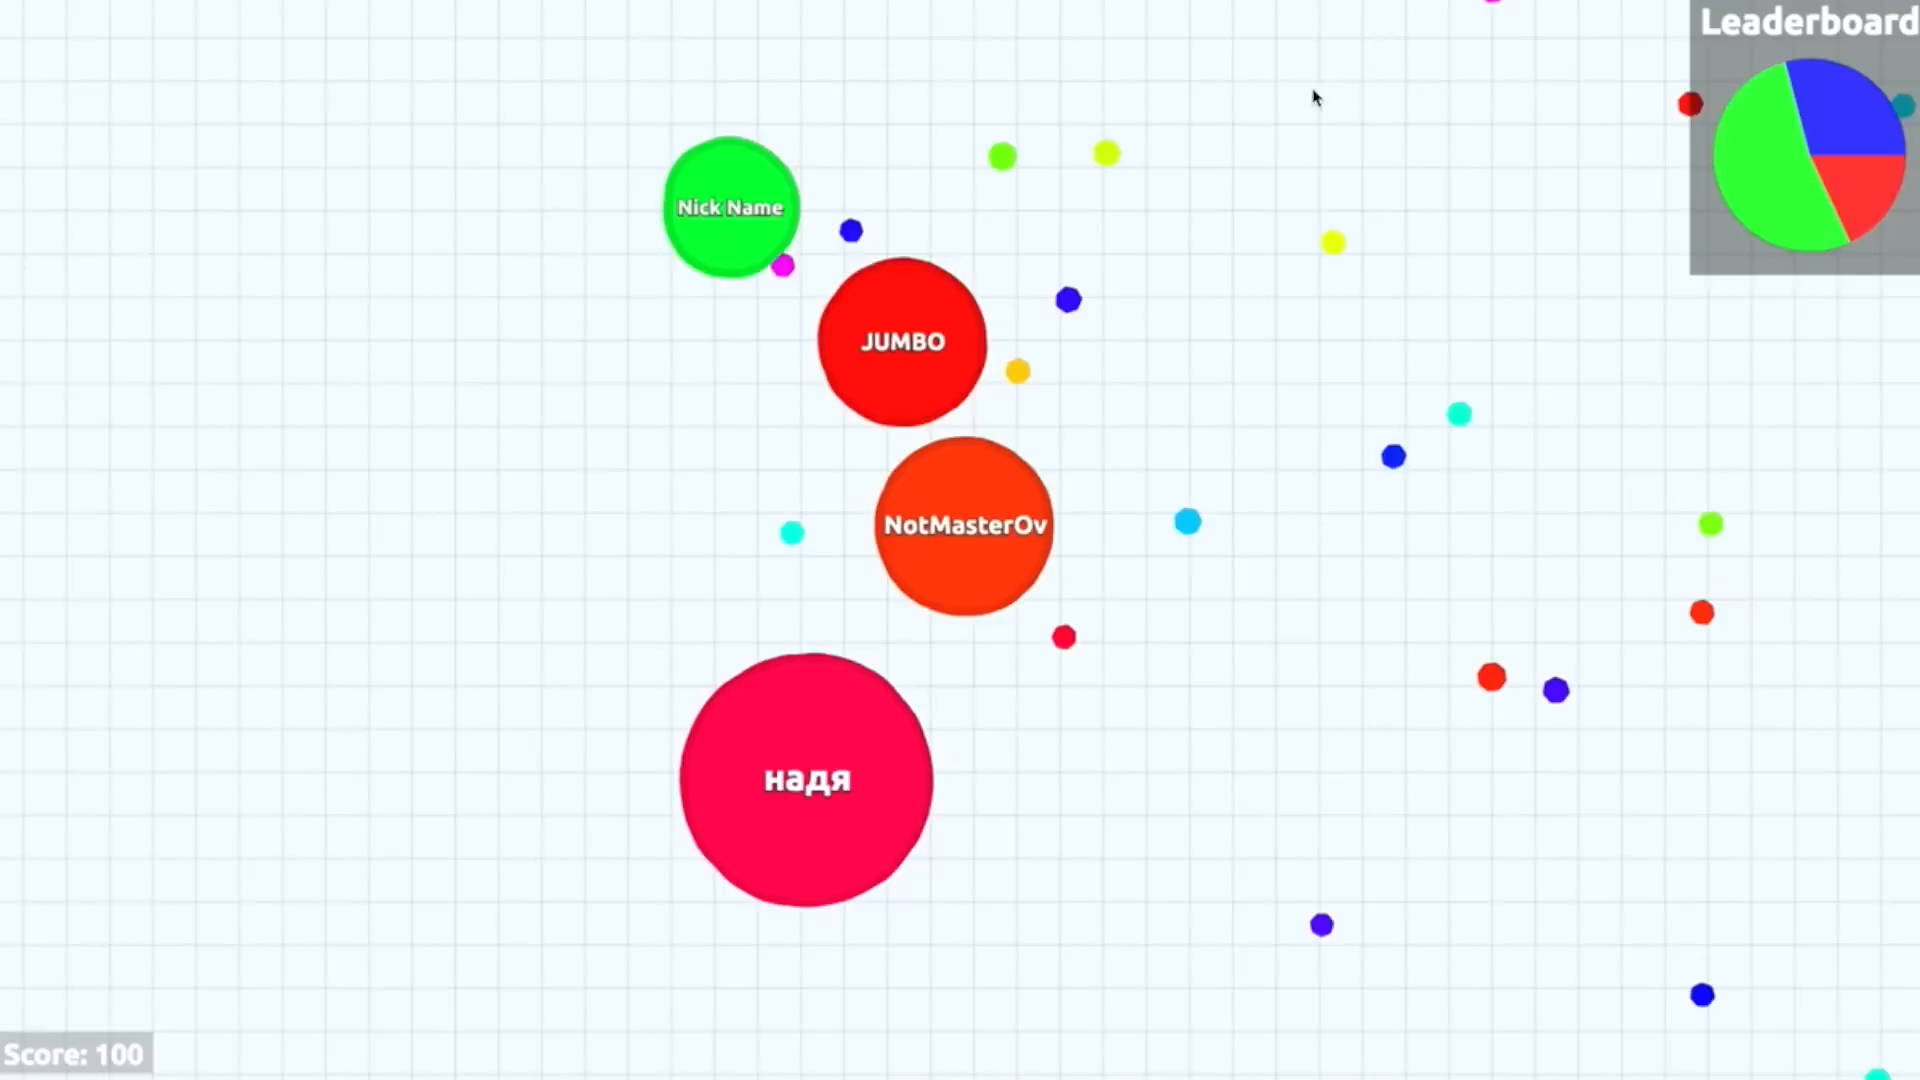 Leaderboard
Nick Name
JUMBO
NotMasterOv
надя
Score: 100